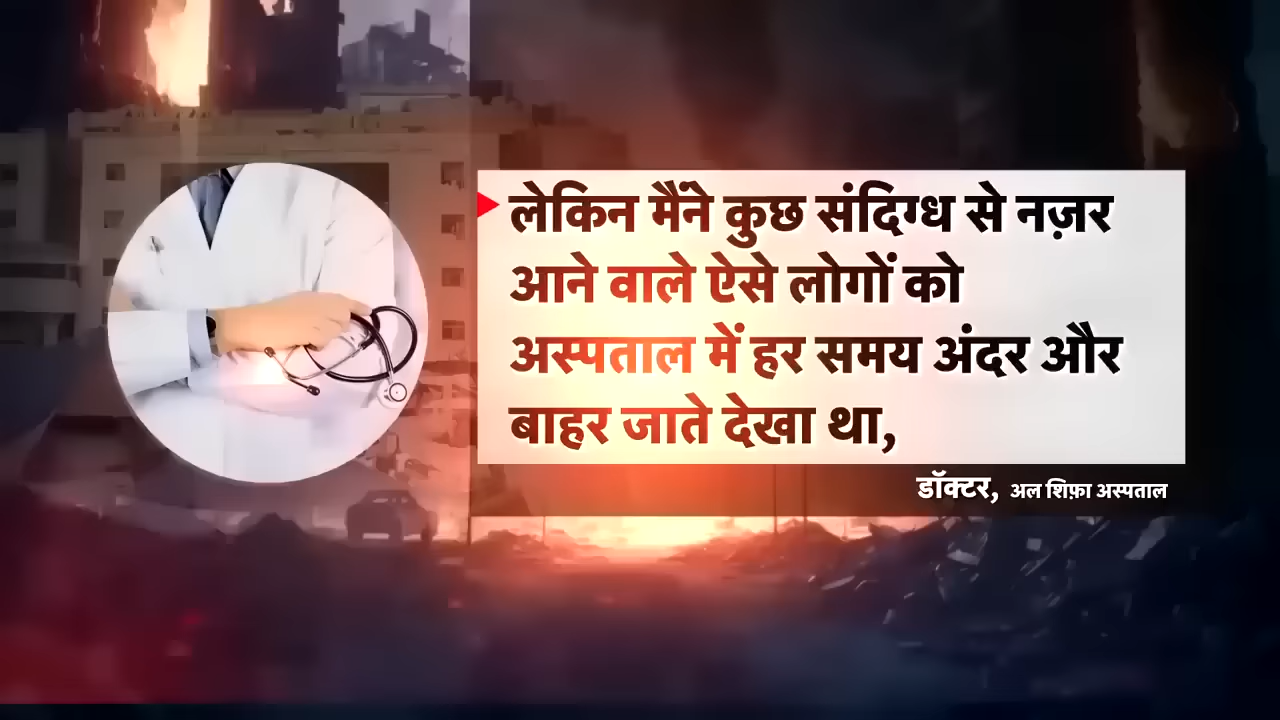 लेकिन मैंने कुछ संदिग्ध से नज़र
आने वाले ऐसे लोगों को
अस्पताल में हर समय अंदर और
बाहर जाते देखा था,
डॉक्टर, अल शिफ़ा अस्पताल